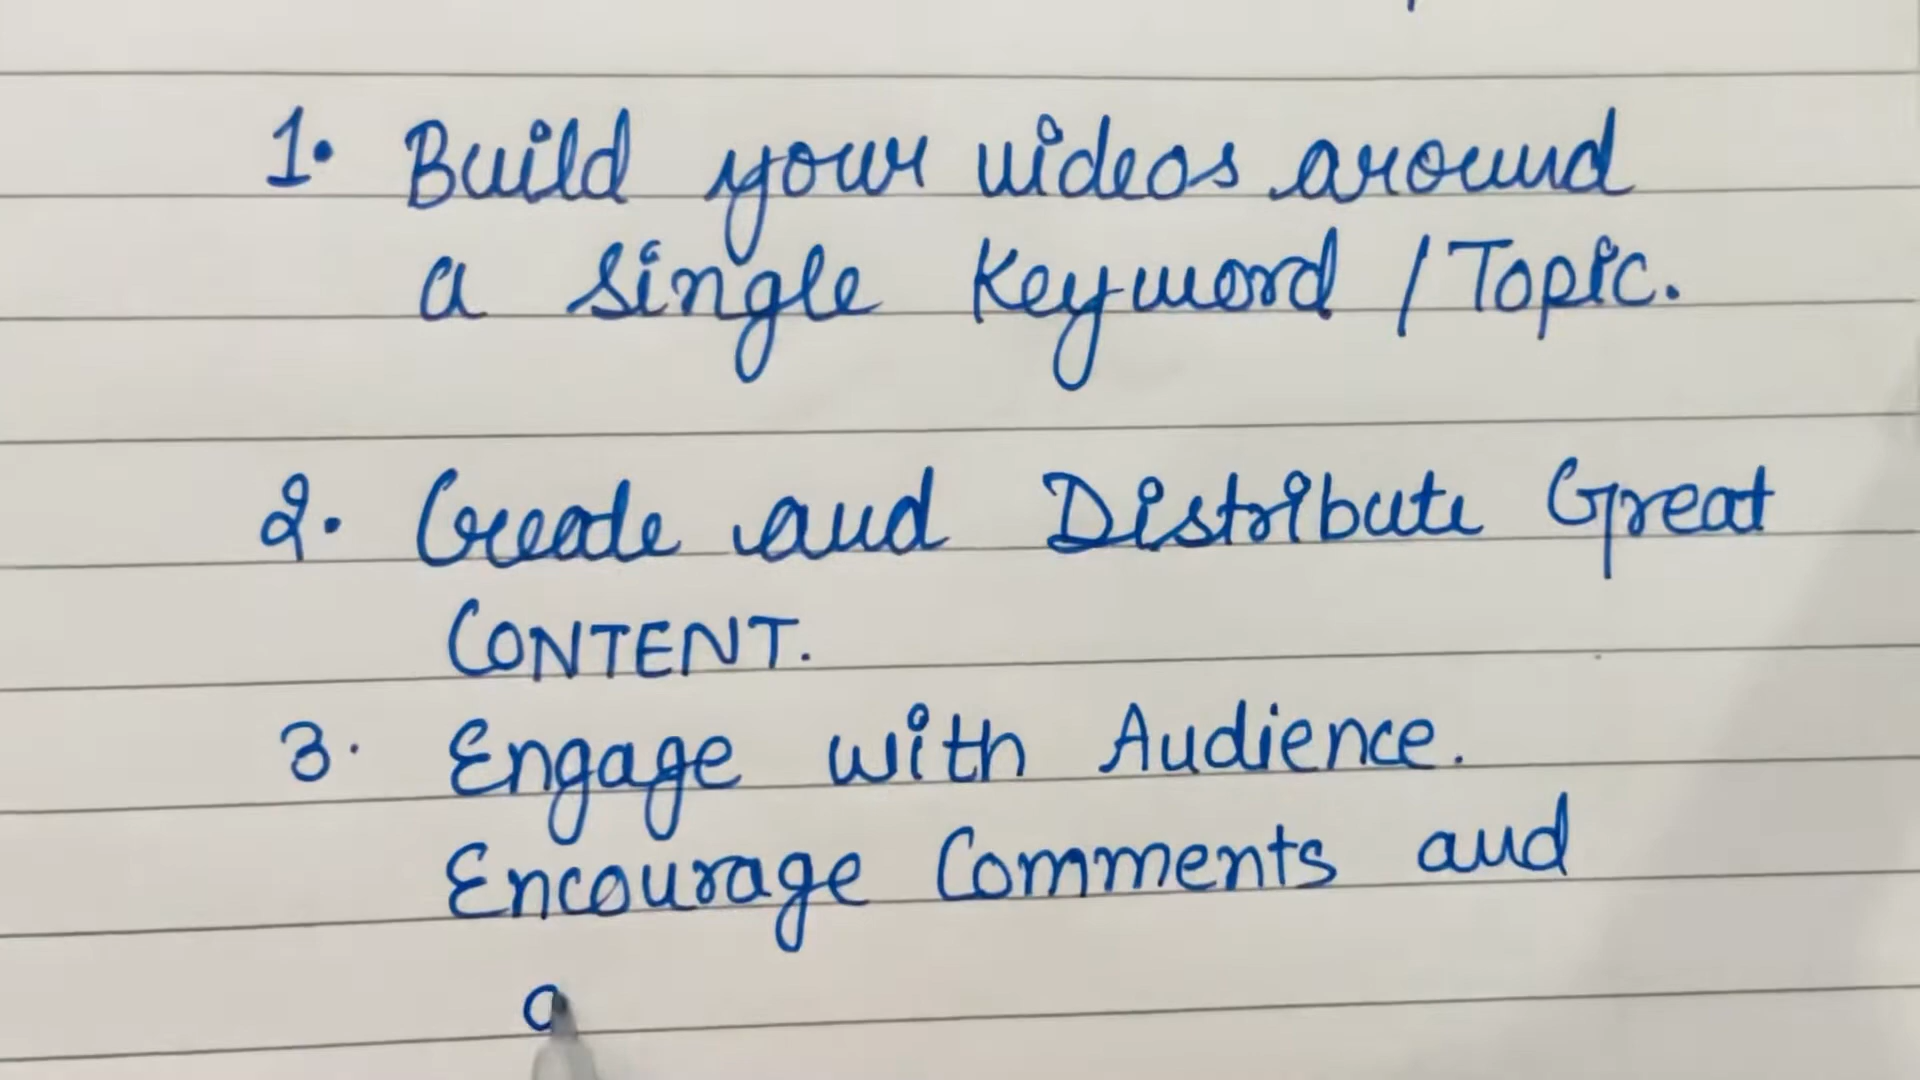 1. Build your videos around
a single Keyword / Topic.
2. Create and Distribute Great
CONTENT.
3. Engage with Audience.
Encourage Comments and